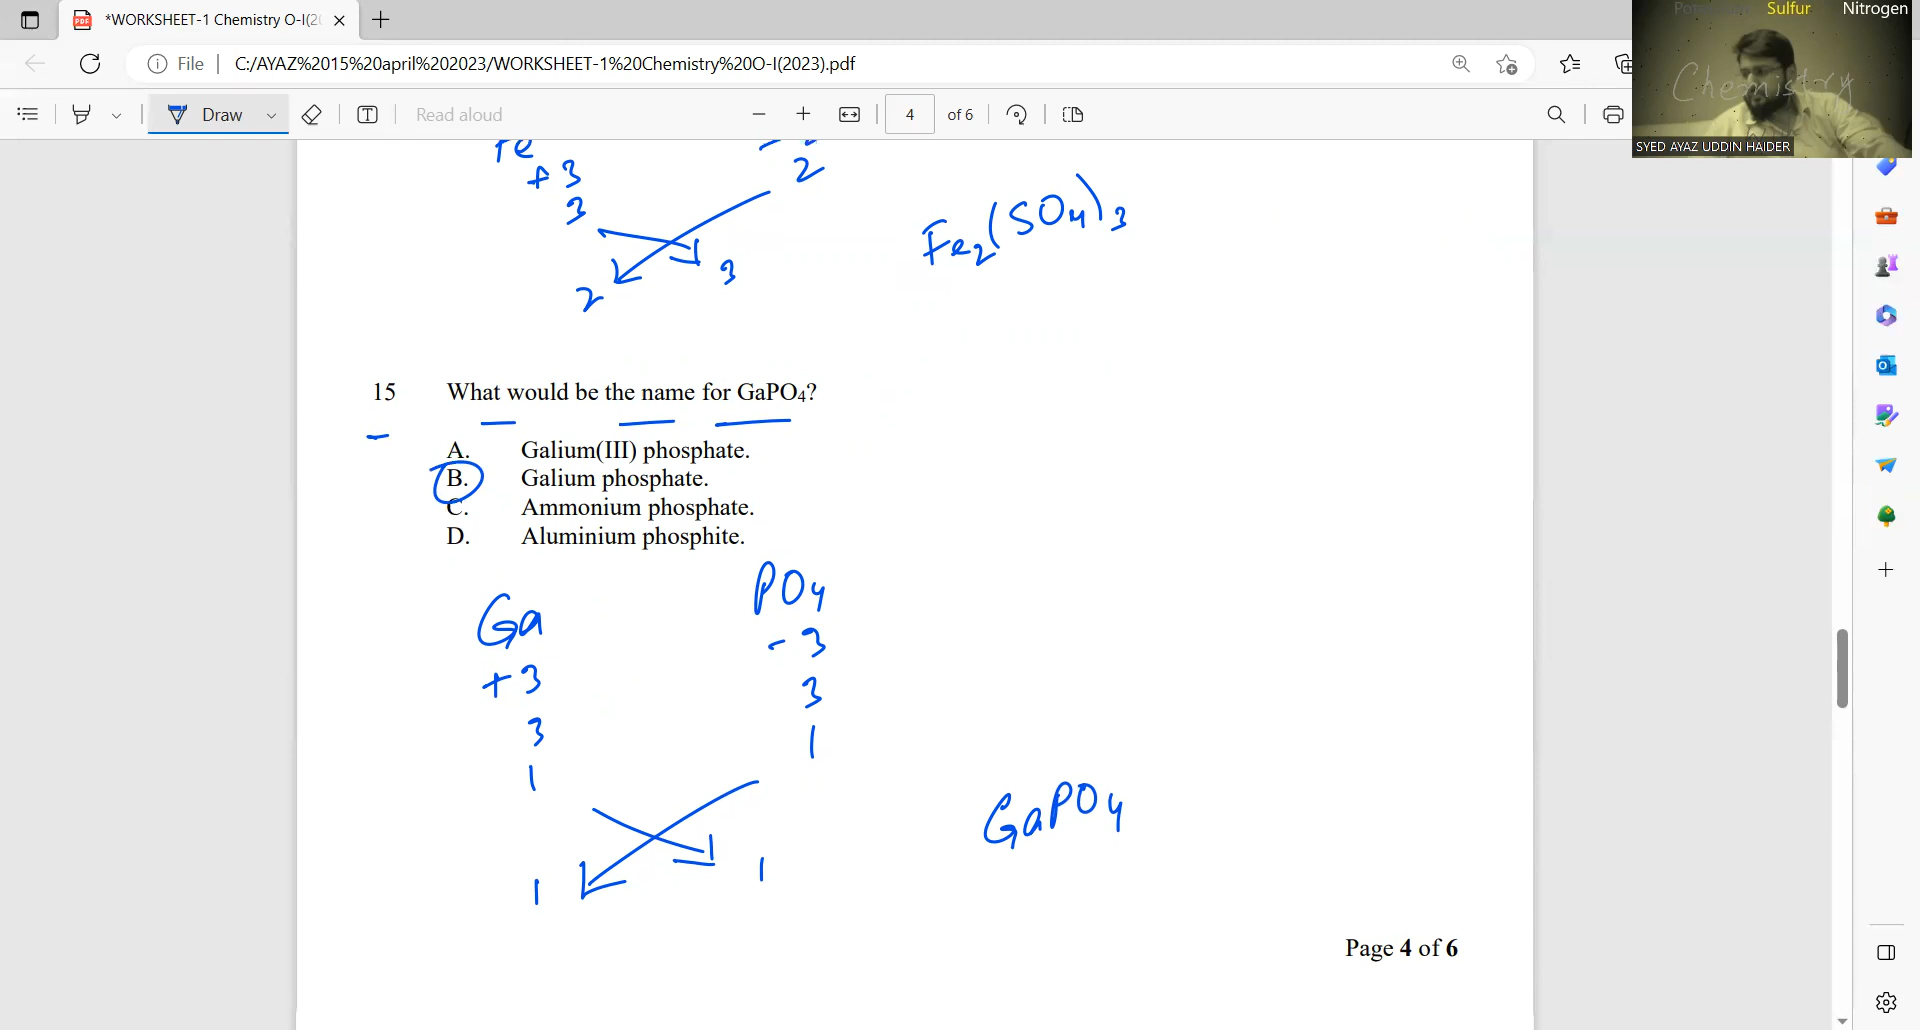 *WORKSHEET-1 Chemistry O-I(20
File
C:/AYAZ%2015%20april%202023/WORKSHEET-1%20Chemistry%20O-I(2023).pdf
Sulfur
Nitrogen
Chemistry
SYED AYAZ UDDIN HAIDER
Draw
T
Read aloud
4
of 6
Fe
+3
3
2
2
3
Fe2(SO4)3
15 What would be the name for GaPO4?
A. Galium(III) phosphate.
B. Galium phosphate.
C. Ammonium phosphate.
D. Aluminium phosphite.
Ga PO4
+3 -3
3 3
1 1
1 1
GaPO4
Page 4 of 6